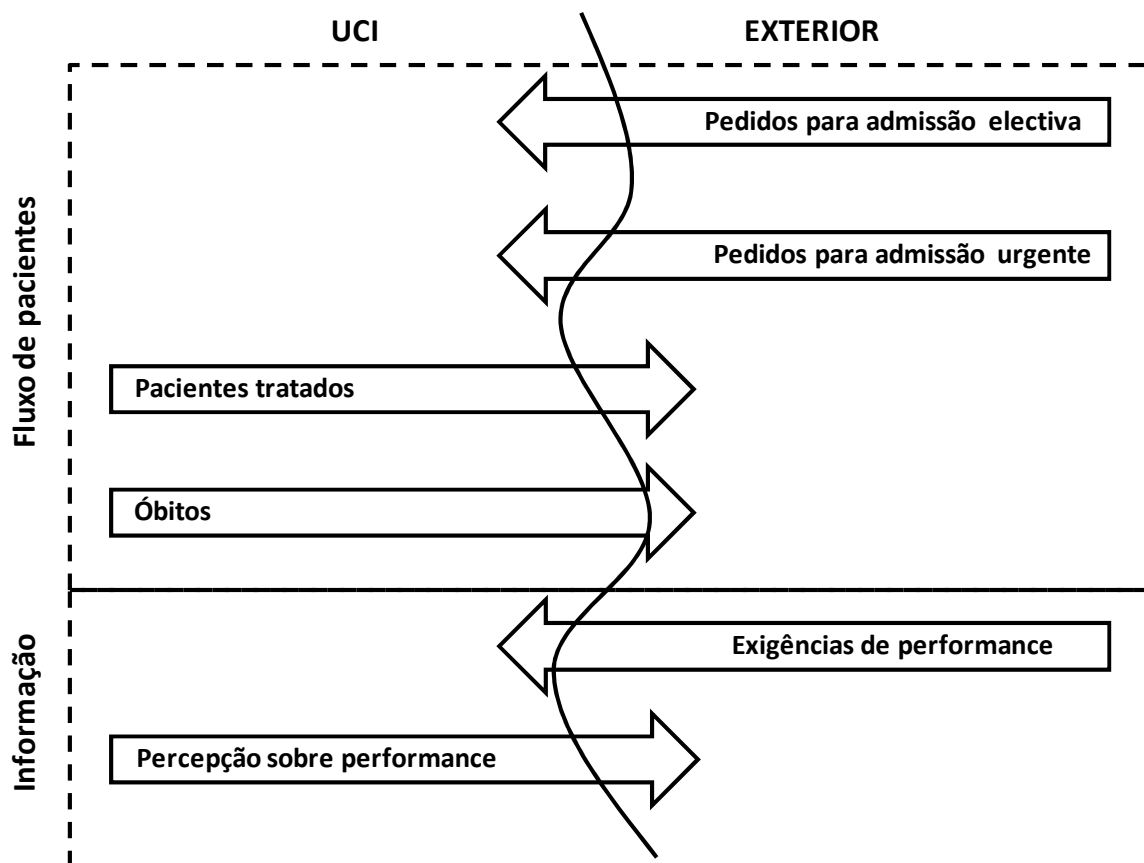 UCI
EXTERIOR
Fluxo de pacientes
Pedidos para admissão electiva
Pedidos para admissão urgente
Pacientes tratados
Óbitos
Informação
Exigências de performance
Percepção sobre performance